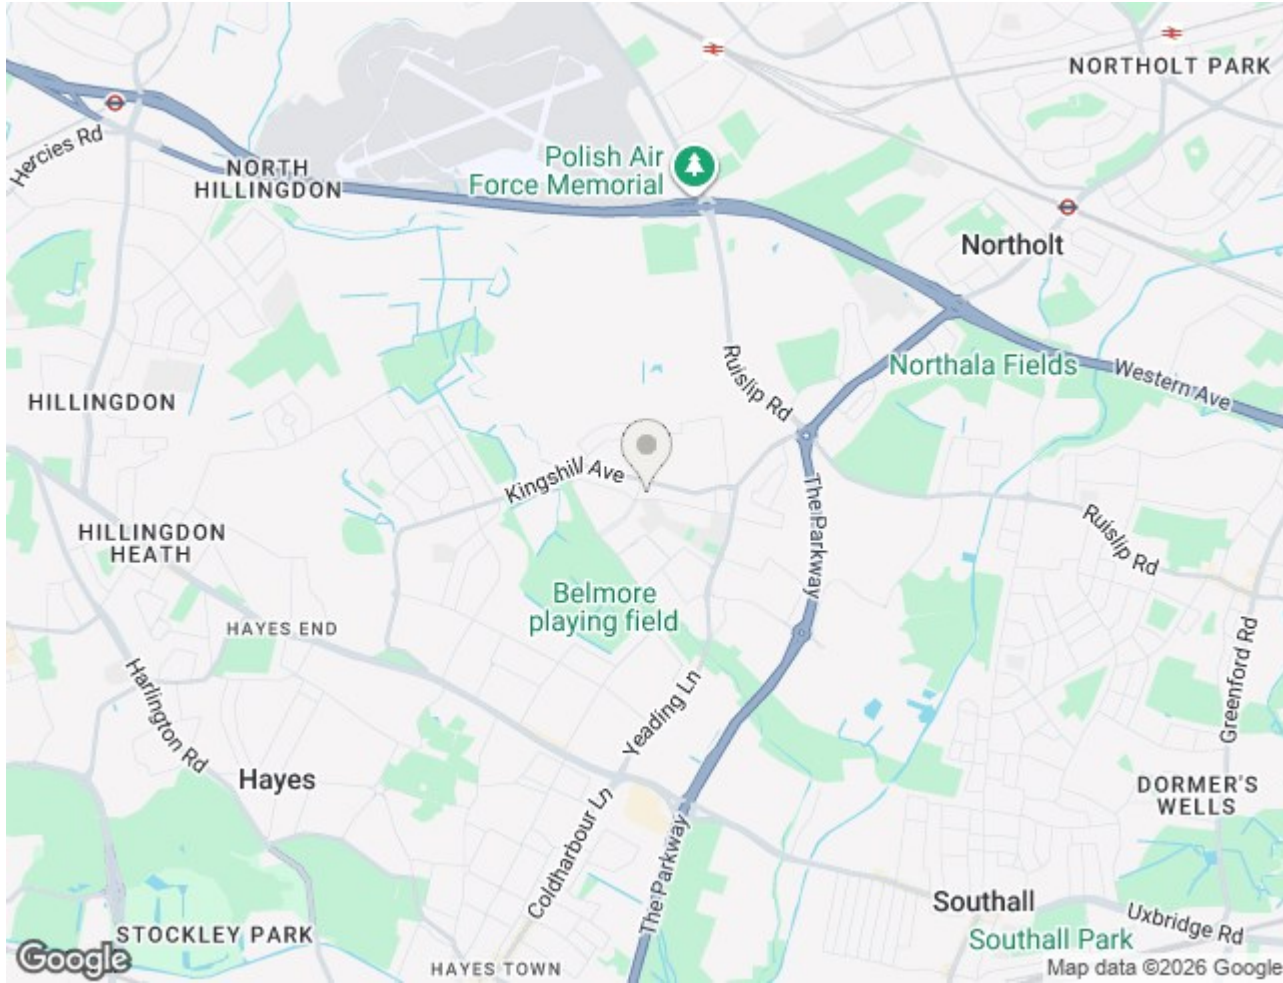 NORTHOLT PARK
Hercies Rd
NORTH
HILLINGDON
Polish Air
Force Memorial
Northolt
Ruislip Rd
Northala Fields
Western Ave
HILLINGDON
Kingshill Ave
The Parkway
Ruislip Rd
HILLINGDON
HEATH
Belmore
playing field
HAYES END
Harlington Rd
Yeading Ln
Greenford Rd
Hayes
DORMER'S
WELLS
Coldharbour Ln
The Parkway
Southall
Uxbridge Rd
Southall Park
STOCKLEY PARK
HAYES TOWN
Google
Map data ©2026 Google